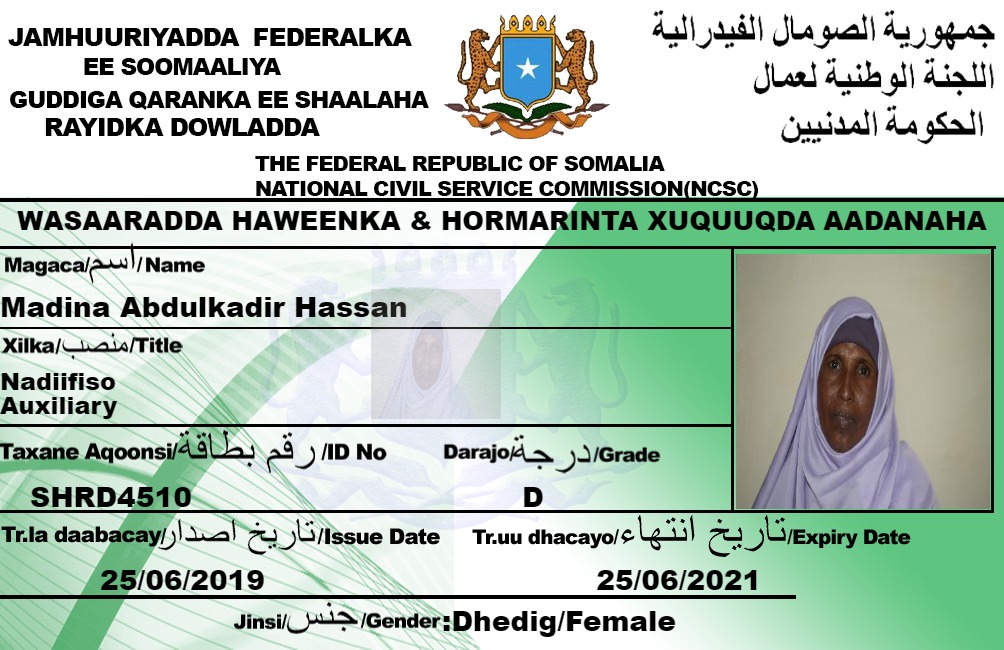 JAMHUURIYADDA FEDERALKA
EE SOOMAALIYA
GUDDIGA QARANKA EE SHAALAHA
RAYIDKA DOWLADDA
جمهورية الصومال الفيدرالية
اللجنة الوطنية لعمال
الحكومة المدنيين
THE FEDERAL REPUBLIC OF SOMALIA
NATIONAL CIVIL SERVICE COMMISSION(NCSC)
WASAARADDA HAWEENKA & HORMARINTA XUQUUQDA AADANAHA
Magaca/اسم/Name
Madina Abdulkadir Hassan
Xilka/منصب/Title
Nadiifiso
Auxiliary
Taxane Aqoonsi/رقم بطاقة/ID No
Darajo/درجة/Grade
SHRD4510
D
Tr.la daabacay/تاريخ اصدار/Issue Date
Tr.uu dhacayo/تاريخ انتهاء/Expiry Date
25/06/2019
25/06/2021
Jinsi/جنس/Gender:Dhedig/Female